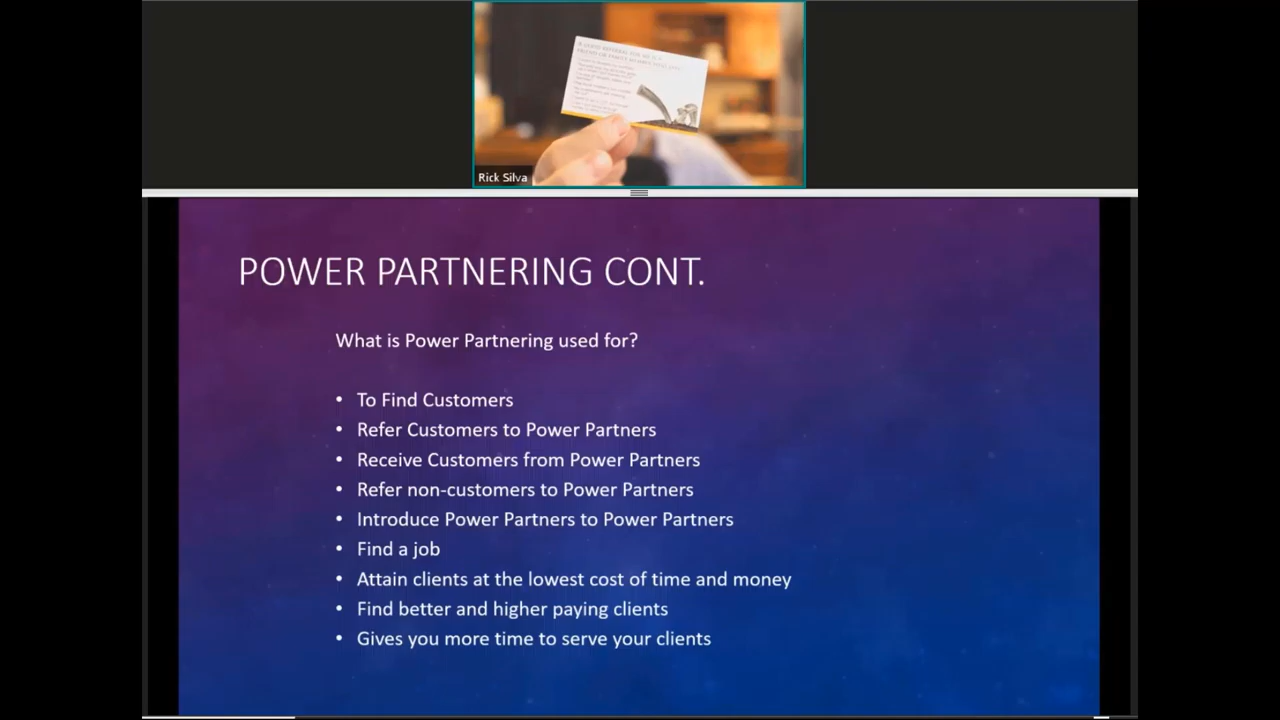 Rick Silva
POWER PARTNERING CONT.
What is Power Partnering used for?
• To Find Customers
• Refer Customers to Power Partners
• Receive Customers from Power Partners
• Refer non-customers to Power Partners
• Introduce Power Partners to Power Partners
• Find a job
• Attain clients at the lowest cost of time and money
• Find better and higher paying clients
• Gives you more time to serve your clients